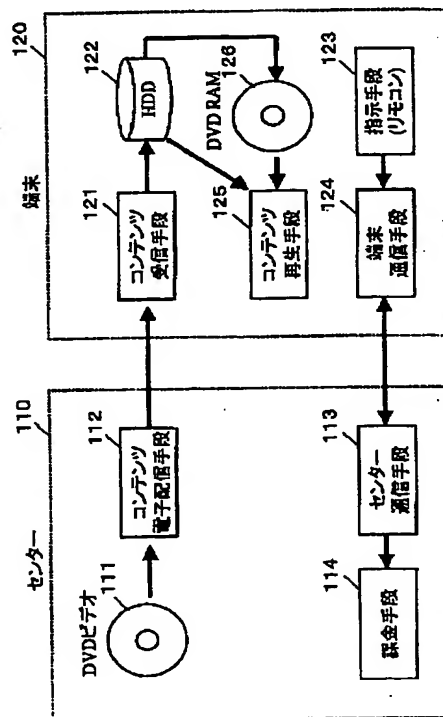 センター
110
DVDビデオ
111
112
コンテンツ
電子配信手段
113
センター
通信手段
114
課金手段
120
端末
121
コンテンツ
受信手段
122
HDD
DVD RAM
126
125
コンテンツ
再生手段
124
端末
通信手段
123
指示手段
(リモコン)